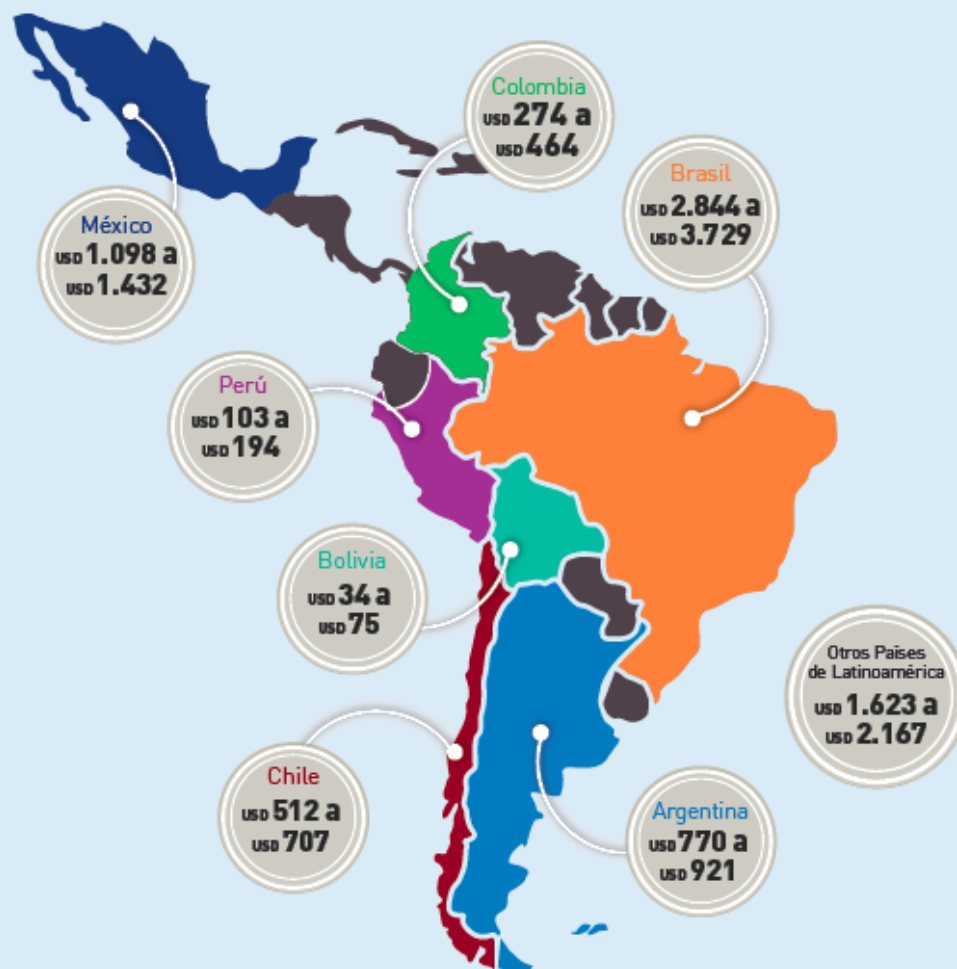 Colombia
USD 274 a
USD 464
Brasil
USD 2.844 a
USD 3.729
México
USD 1.098 a
USD 1.432
Perú
USD 103 a
USD 194
Bolivia
USD 34 a
USD 75
Otros Países
de Latinoamérica
USD 1.623 a
USD 2.167
Chile
USD 512 a
USD 707
Argentina
USD 770 a
USD 921